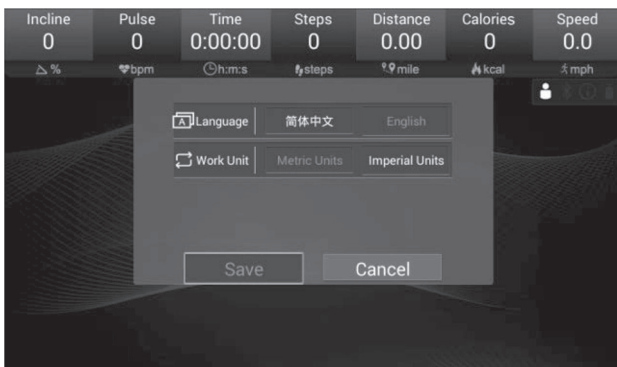 Incline Pulse Time Steps Distance Calories Speed
0 0 0:00:00 0 0.00 0 0.0
% bpm h:m:s steps mile kcal mph
A Language 简体中文 English
Work Unit Metric Units Imperial Units
Save Cancel